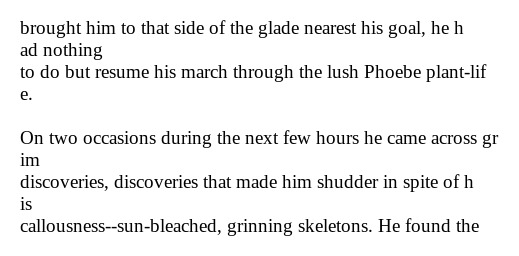 brought him to that side of the glade nearest his goal, he h
ad nothing
to do but resume his march through the lush Phoebe plant-lif
e.

On two occasions during the next few hours he came across gr
im
discoveries, discoveries that made him shudder in spite of h
is
callousness--sun-bleached, grinning skeletons. He found the